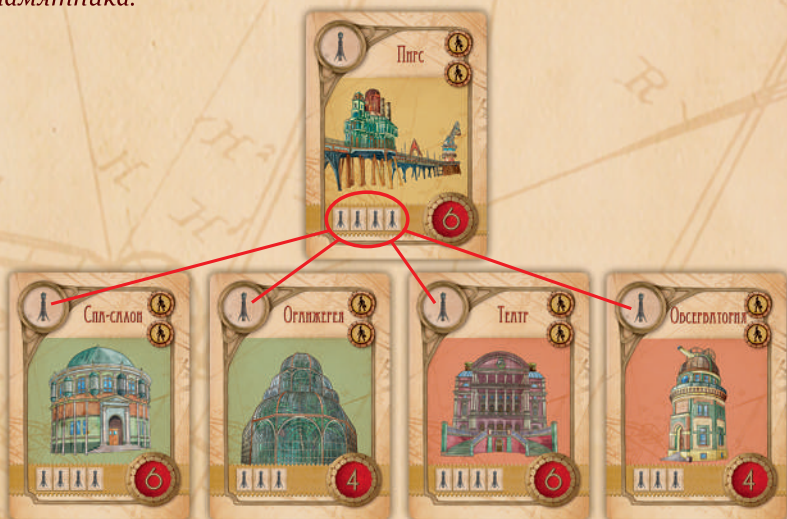 памятника.
Пирс
6
Спа-салон
6
Оранжерея
4
Театр
6
Обсерватория
4